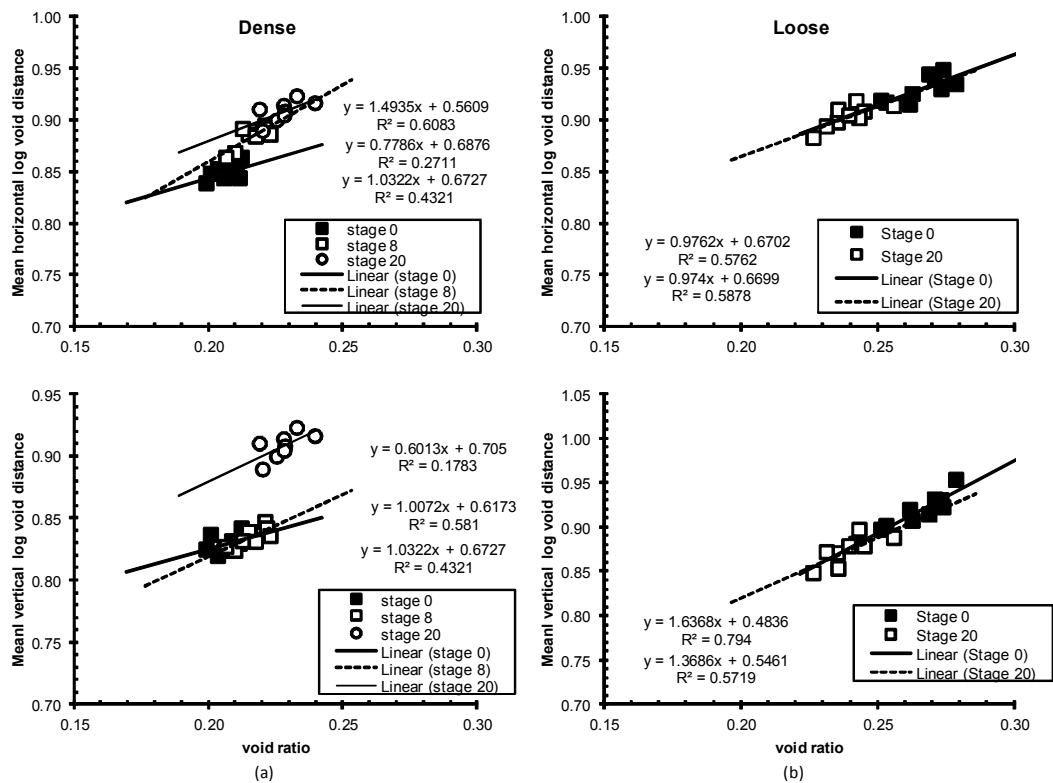 Dense
Mean horizontal log void distance
1.00
0.95
0.90
0.85
0.80
0.75
0.70
0.15
0.20
0.25
0.30
y = 1.4935x + 0.5609
R² = 0.6083
y = 0.7786x + 0.6876
R² = 0.2711
y = 1.0322x + 0.6727
R² = 0.4321
stage 0
stage 8
stage 20
Linear (stage 0)
Linear (stage 8)
Linear (stage 20)
Loose
Mean horizontal log void distance
1.00
0.95
0.90
0.85
0.80
0.75
0.70
0.15
0.20
0.25
0.30
y = 0.9762x + 0.6702
R² = 0.5762
y = 0.974x + 0.6699
R² = 0.5878
Stage 0
Stage 20
Linear (Stage 0)
Linear (Stage 20)
Meanl vertical log void distance
0.95
0.90
0.85
0.80
0.75
0.70
0.15
0.20
0.25
0.30
y = 0.6013x + 0.705
R² = 0.1783
y = 1.0072x + 0.6173
R² = 0.581
y = 1.0322x + 0.6727
R² = 0.4321
stage 0
stage 8
stage 20
Linear (stage 0)
Linear (stage 8)
Linear (stage 20)
void ratio
(a)
Meanl vertical log void distance
1.05
1.00
0.95
0.90
0.85
0.80
0.75
0.70
0.15
0.20
0.25
0.30
y = 1.6368x + 0.4836
R² = 0.794
y = 1.3686x + 0.5461
R² = 0.5719
Stage 0
Stage 20
Linear (Stage 0)
Linear (Stage 20)
void ratio
(b)